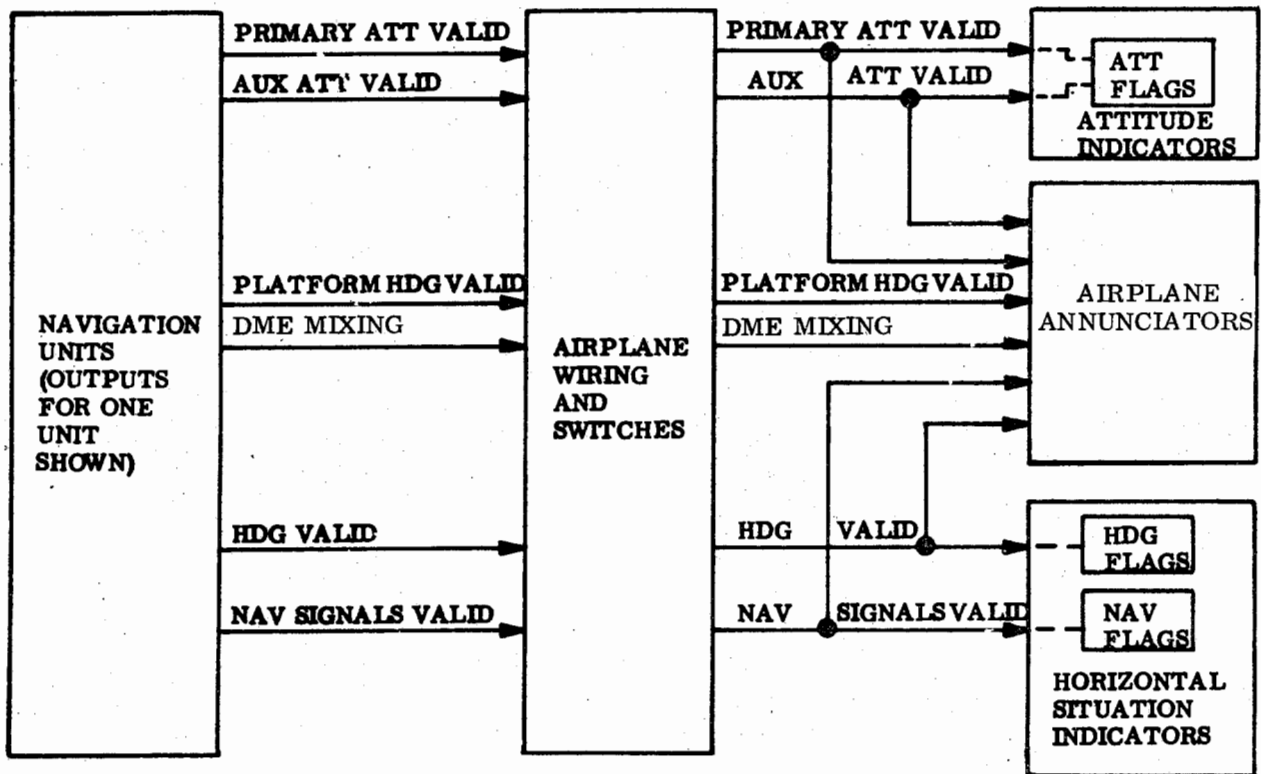 PRIMARY ATT VALID
AUX ATT VALID
PLATFORM HDG VALID
DME MIXING
HDG VALID
NAV SIGNALS VALID
NAVIGATION
UNITS
(OUTPUTS
FOR ONE
UNIT
SHOWN)
AIRPLANE
WIRING
AND
SWITCHES
PRIMARY ATT VALID
AUX ATT VALID
PLATFORM HDG VALID
DME MIXING
HDG VALID
NAV SIGNALS VALID
ATT
FLAGS
ATTITUDE
INDICATORS
AIRPLANE
ANNUNCIATORS
HDG
FLAGS
NAV
FLAGS
HORIZONTAL
SITUATION
INDICATORS